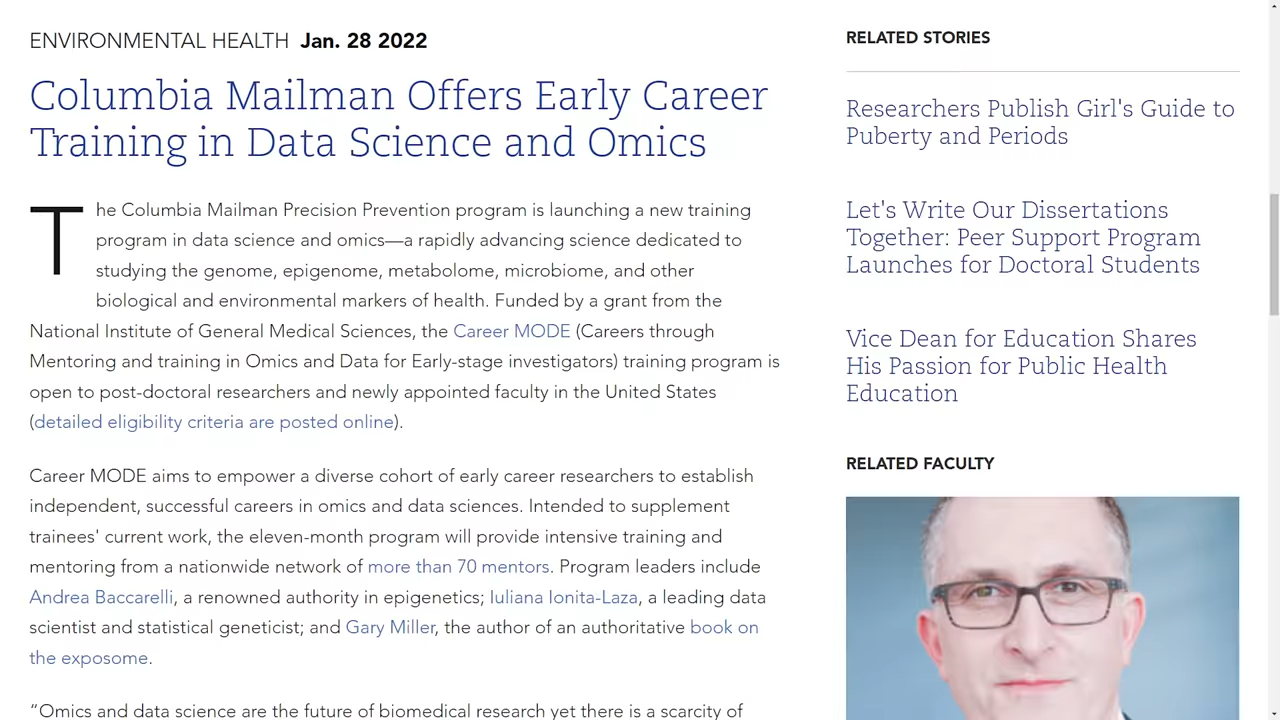 ENVIRONMENTAL HEALTH Jan. 28 2022
Columbia Mailman Offers Early Career
Training in Data Science and Omics
The Columbia Mailman Precision Prevention program is launching a new training
program in data science and omics—a rapidly advancing science dedicated to
studying the genome, epigenome, metabolome, microbiome, and other
biological and environmental markers of health. Funded by a grant from the
National Institute of General Medical Sciences, the Career MODE (Careers through
Mentoring and training in Omics and Data for Early-stage investigators) training program is
open to post-doctoral researchers and newly appointed faculty in the United States
(detailed eligibility criteria are posted online).
Career MODE aims to empower a diverse cohort of early career researchers to establish
independent, successful careers in omics and data sciences. Intended to supplement
trainees' current work, the eleven-month program will provide intensive training and
mentoring from a nationwide network of more than 70 mentors. Program leaders include
Andrea Baccarelli, a renowned authority in epigenetics; Iuliana Ionita-Laza, a leading data
scientist and statistical geneticist; and Gary Miller, the author of an authoritative book on
the exposome.
“Omics and data science are the future of biomedical research yet there is a scarcity of
RELATED STORIES
Researchers Publish Girl's Guide to
Puberty and Periods
Let's Write Our Dissertations
Together: Peer Support Program
Launches for Doctoral Students
Vice Dean for Education Shares
His Passion for Public Health
Education
RELATED FACULTY